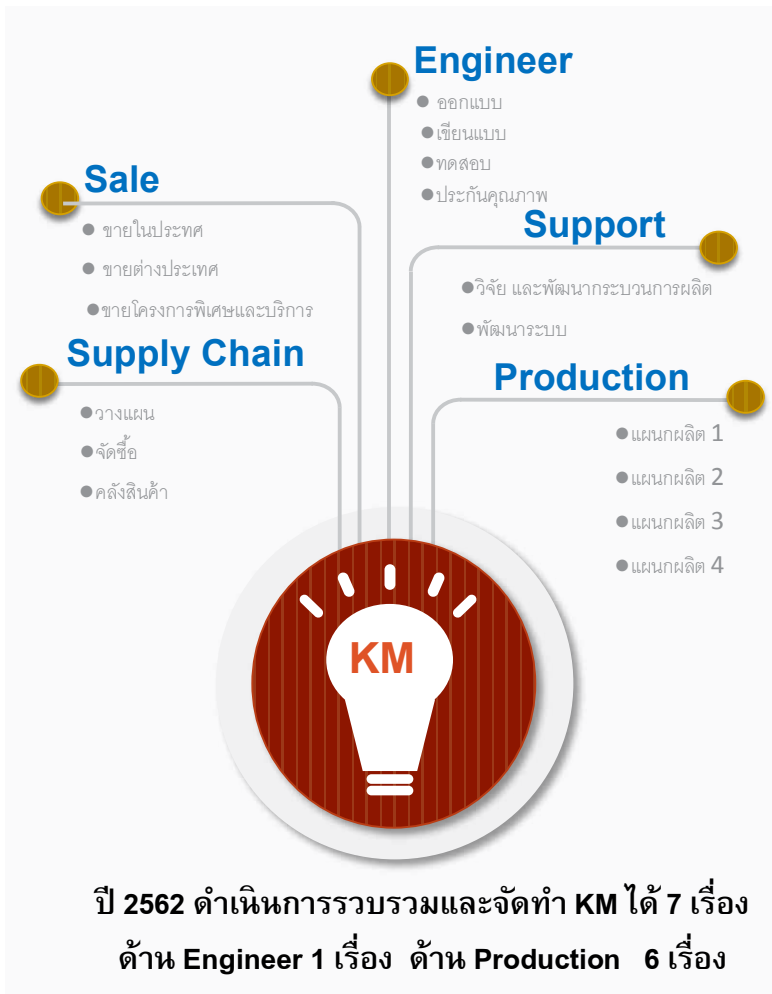 Engineer
● ออกแบบ
●เขียนแบบ
●ทดสอบ
●ประกันคุณภาพ
Sale
● ขายในประทศ
● ขายต่างประเทศ
●ขายโครงการพิเศษและบริการ
Support
●วิจัย และพัฒนากระบวนการผลิต
●พัฒนาระบบ
Supply Chain
●วางแผน
●จัดซื้อ
●คลังสินค้า
Production
●แผนกผลิต 1
●แผนกผลิต 2
●แผนกผลิต 3
●แผนกผลิต 4
KM
ปี 2562 ดำเนินการรวบรวมและจัดทำ KM ได้ 7 เรื่อง
ด้าน Engineer 1 เรื่อง ด้าน Production 6 เรื่อง